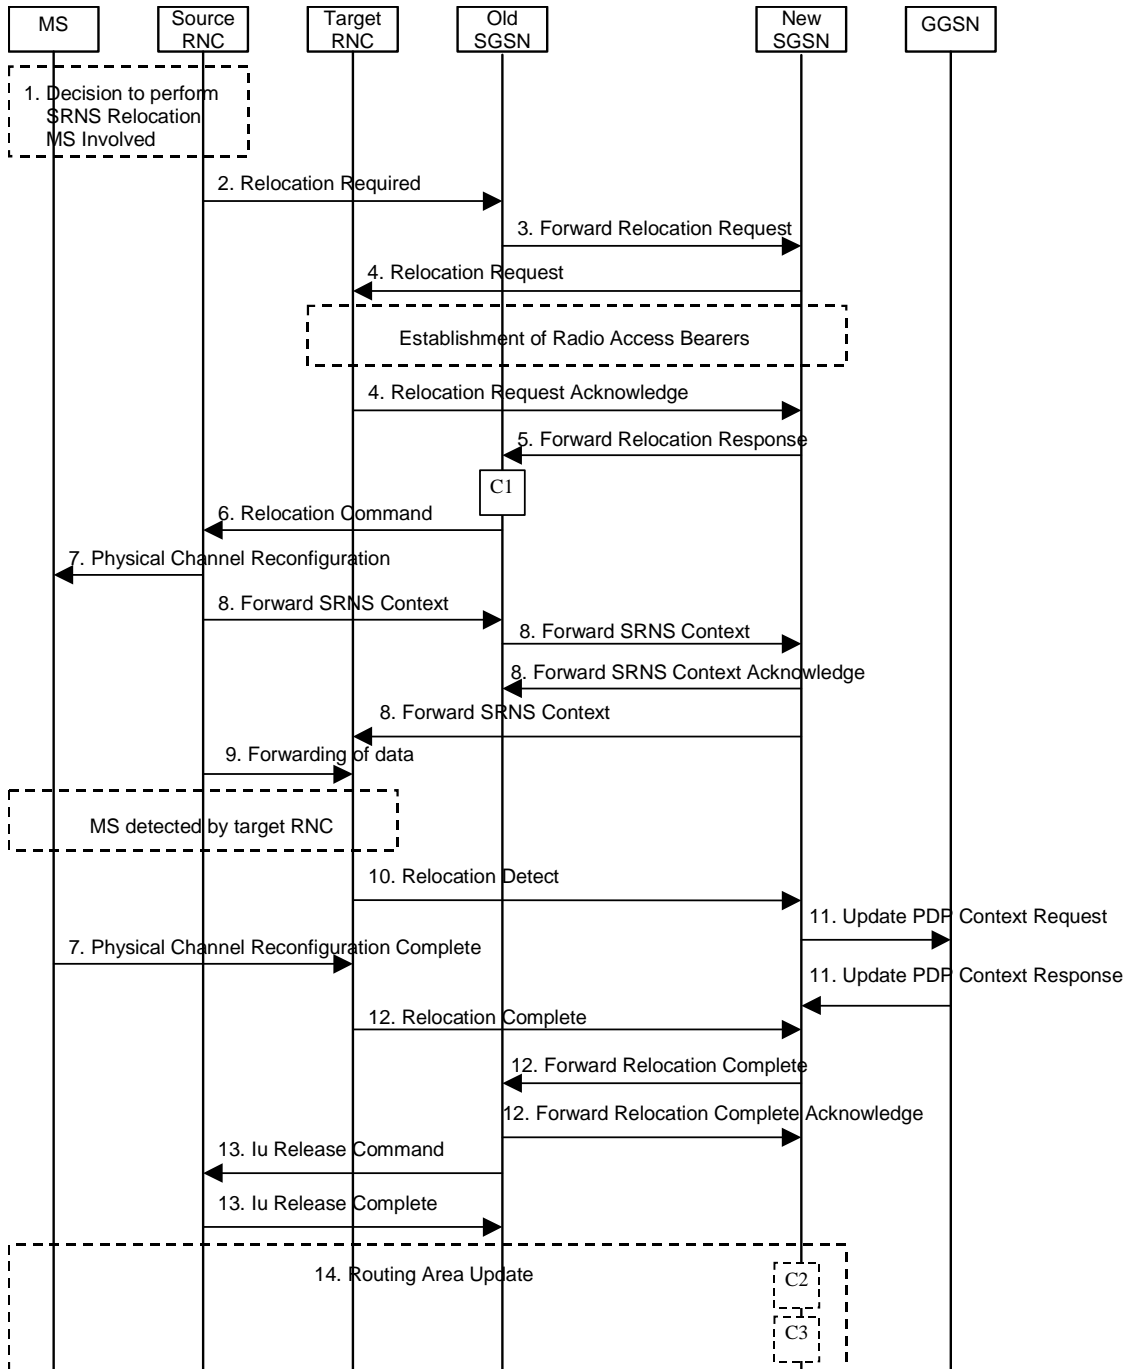 MS
Source
RNC
Target
RNC
Old
SGSN
New
SGSN
GGSN
1. Decision to perform
SRNS Relocation
MS Involved
2. Relocation Required
3. Forward Relocation Request
4. Relocation Request
Establishment of Radio Access Bearers
4. Relocation Request Acknowledge
5. Forward Relocation Response
C1
6. Relocation Command
7. Physical Channel Reconfiguration
8. Forward SRNS Context
8. Forward SRNS Context
8. Forward SRNS Context Acknowledge
8. Forward SRNS Context
9. Forwarding of data
MS detected by target RNC
10. Relocation Detect
11. Update PDP Context Request
7. Physical Channel Reconfiguration Complete
11. Update PDP Context Response
12. Relocation Complete
12. Forward Relocation Complete
12. Forward Relocation Complete Acknowledge
13. Iu Release Command
13. Iu Release Complete
14. Routing Area Update
C2
C3